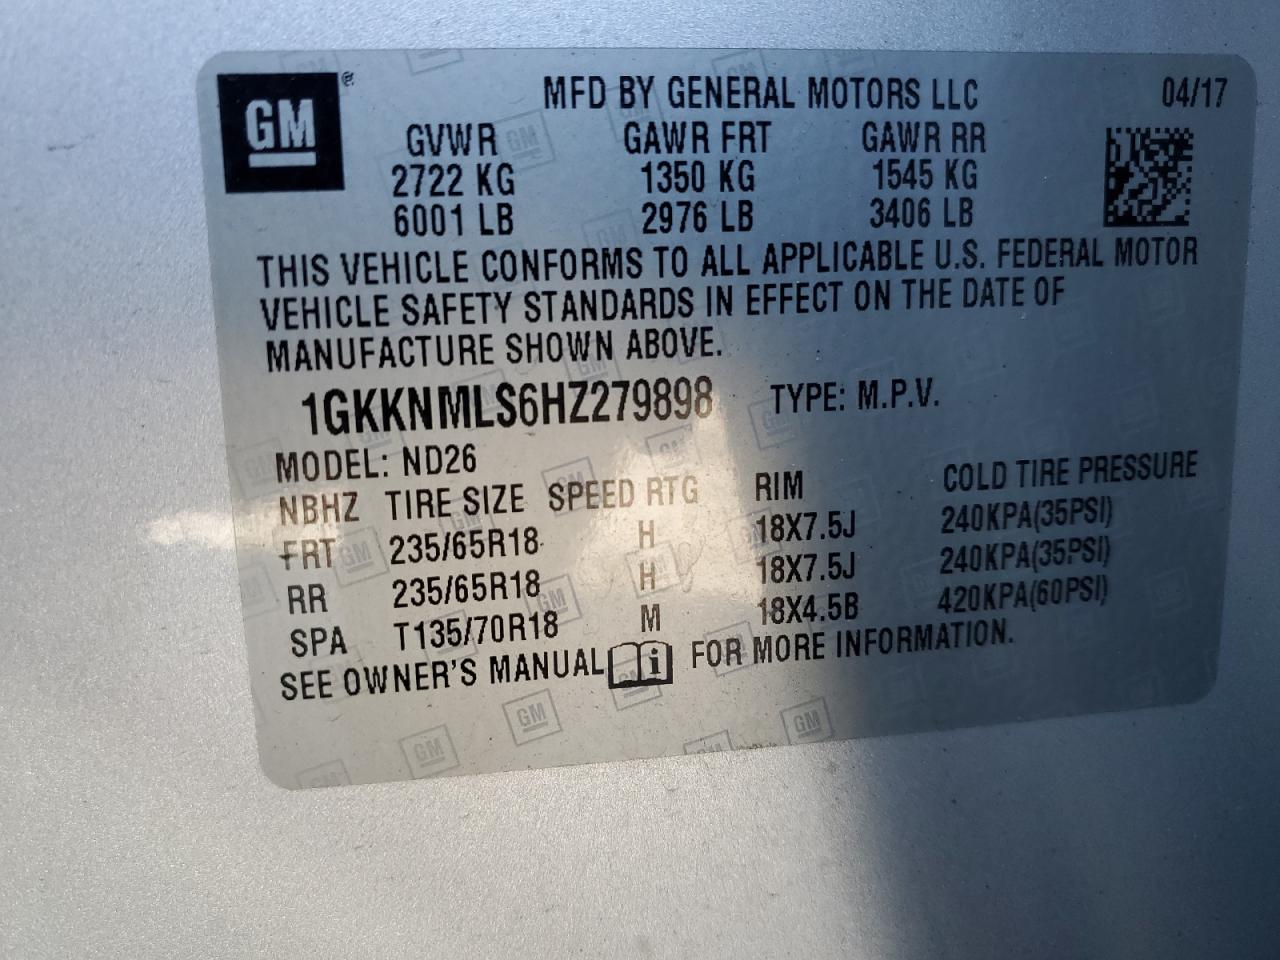 GM ® MFD BY GENERAL MOTORS LLC 04/17
GVWR GAWR FRT GAWR RR
2722 KG 1350 KG 1545 KG
6001 LB 2976 LB 3406 LB
THIS VEHICLE CONFORMS TO ALL APPLICABLE U.S. FEDERAL MOTOR
VEHICLE SAFETY STANDARDS IN EFFECT ON THE DATE OF
MANUFACTURE SHOWN ABOVE.
1GKKNMLS6HZ279898 TYPE: M.P.V.
MODEL: ND26
NBHZ TIRE SIZE SPEED RTG RIM COLD TIRE PRESSURE
FRT 235/65R18 H 18X7.5J 240KPA(35PSI)
RR 235/65R18 H 18X7.5J 240KPA(35PSI)
SPA T135/70R18 M 18X4.5B 420KPA(60PSI)
SEE OWNER'S MANUAL i FOR MORE INFORMATION.